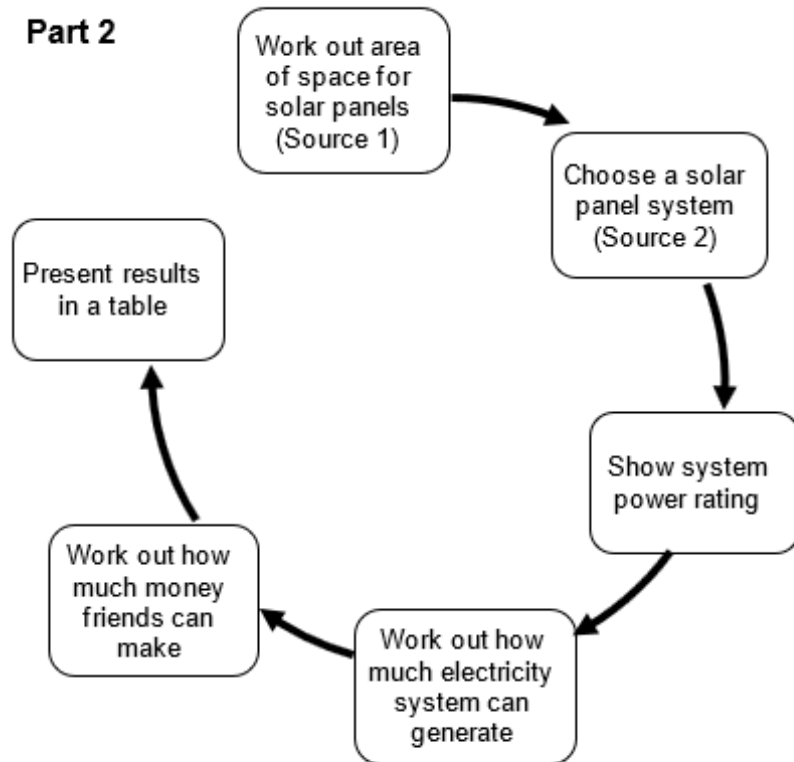 Part 2
Work out area
of space for
solar panels
(Source 1)
Choose a solar
panel system
(Source 2)
Show system
power rating
Work out how
much electricity
system can
generate
Work out how
much money
friends can
make
Present results
in a table